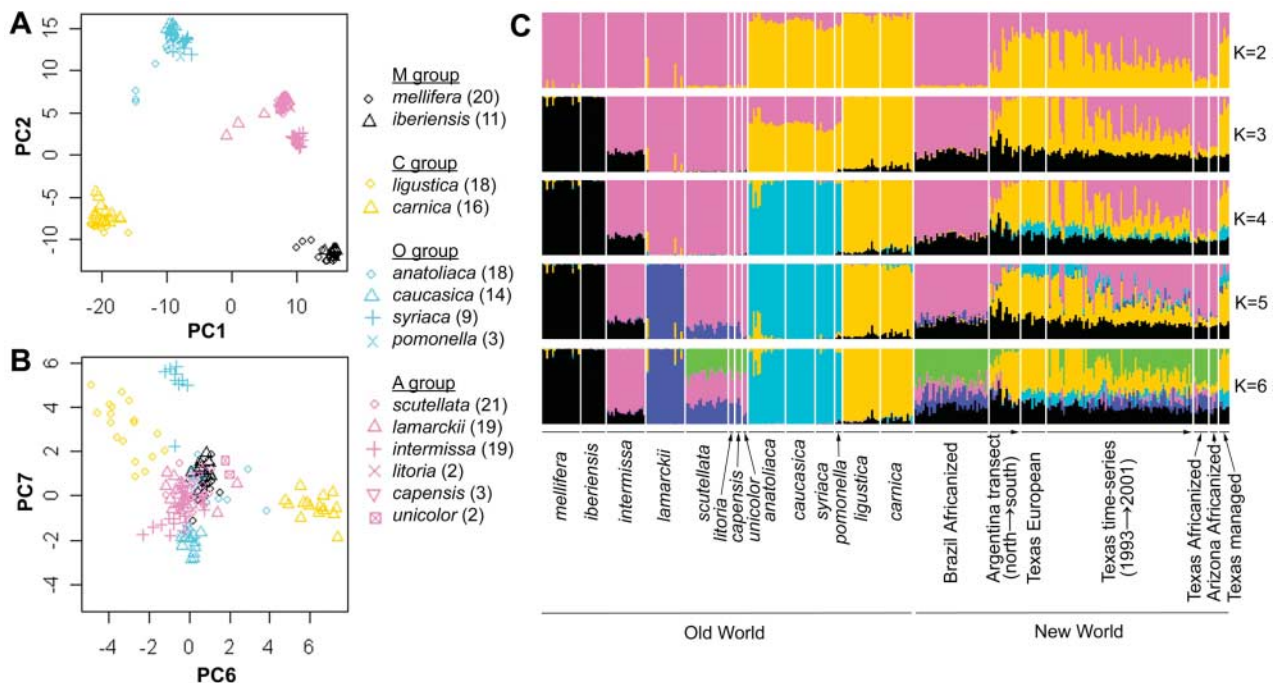 A
PC2
15
10
5
0
-5
-10
-20
-10
0
10
PC1
B
PC7
6
4
2
0
-2
-4
-4
-2
0
2
4
6
PC6
M group
mellifera (20)
iberiensis (11)
C group
ligustica (18)
carnica (16)
O group
anatoliaca (18)
caucasica (14)
syriaca (9)
pomonella (3)
A group
scutellata (21)
lamarckii (19)
intermissa (19)
litoria (2)
capensis (3)
unicolor (2)
C
K=2
K=3
K=4
K=5
K=6
mellifera
iberiensis
intermissa
lamarckii
scutellata
litoria
capensis
unicolor
anatoliaca
caucasica
syriaca
pomonella
ligustica
carnica
Brazil Africanized
Argentina transect
(north→south)
Texas European
Texas time-series
(1993→2001)
Texas Africanized
Arizona Africanized
Texas managed
Old World
New World